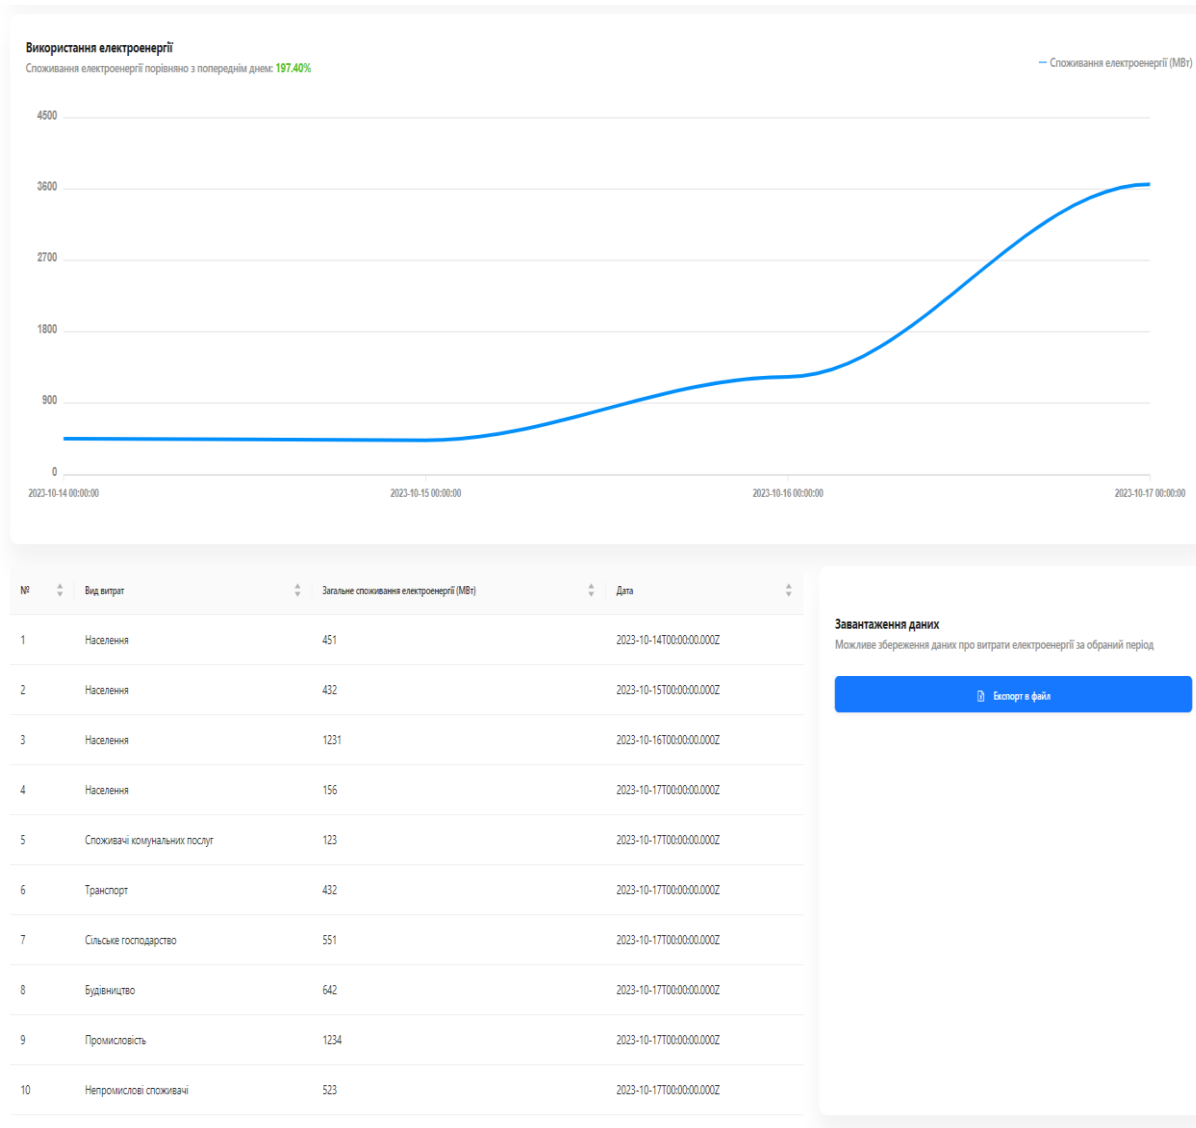 Використання електроенергії
Споживання електроенергії порівняно з попереднім днем: 197.40%
Споживання електроенергії (МВт)
4500
3600
2700
1800
900
0
2023-10-14 00:00:00
2023-10-15 00:00:00
2023-10-16 00:00:00
2023-10-17 00:00:00
№ Вид витрат Загальне споживання електроенергії (МВт) Дата
1 Населення 451 2023-10-14T00:00:00.000Z
2 Населення 432 2023-10-15T00:00:00.000Z
3 Населення 1231 2023-10-16T00:00:00.000Z
4 Населення 156 2023-10-17T00:00:00.000Z
5 Споживачі комунальних послуг 123 2023-10-17T00:00:00.000Z
6 Транспорт 432 2023-10-17T00:00:00.000Z
7 Сільське господарство 551 2023-10-17T00:00:00.000Z
8 Будівництво 642 2023-10-17T00:00:00.000Z
9 Промисловість 1234 2023-10-17T00:00:00.000Z
10 Непромислові споживачі 523 2023-10-17T00:00:00.000Z
Завантаження даних
Можливе збереження даних про витрати електроенергії за обраний період
Експорт в файл